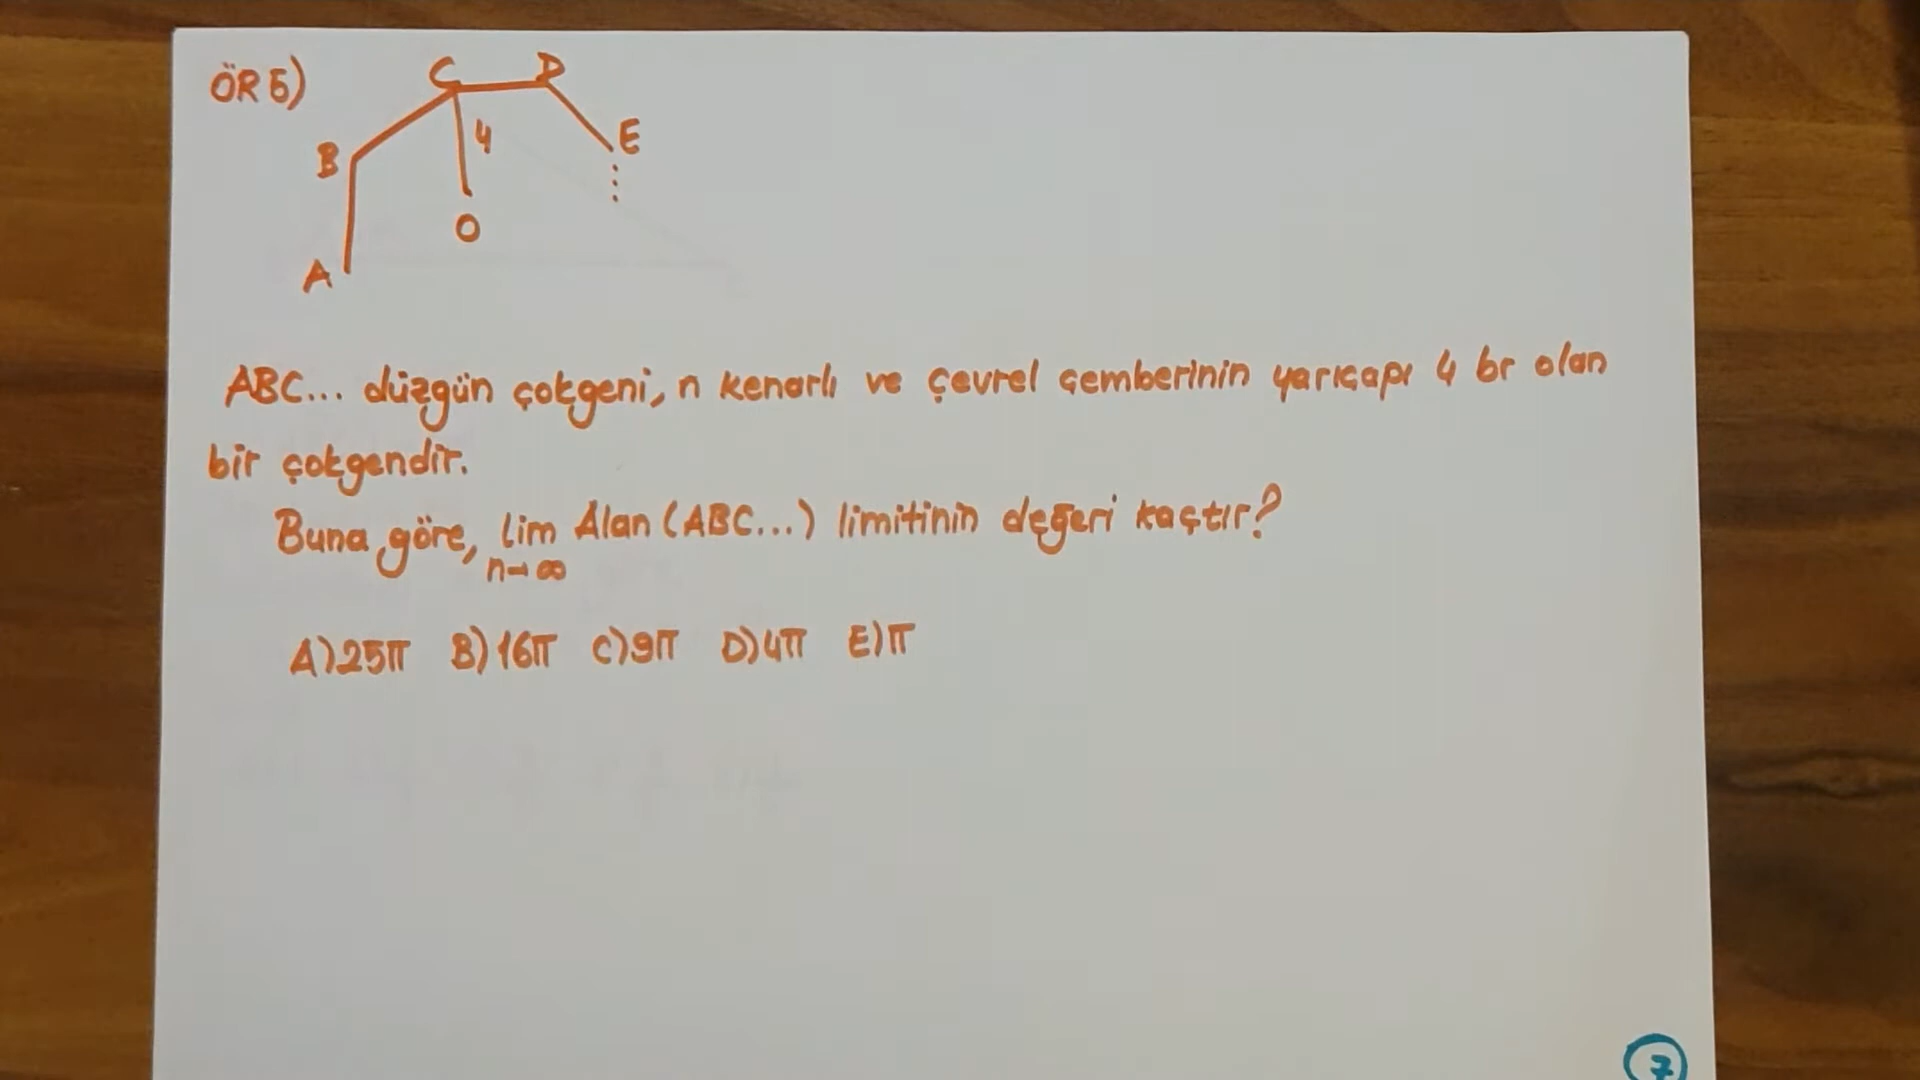 ÖR 5)
C D
4
B E
O
A
ABC... düzgün çokgeni, n kenarlı ve çevrel çemberinin yarıçapı 4 br olan
bir çokgendir.
Buna göre, lim Alan (ABC...) limitinin değeri kaçtır?
n→∞
A) 25π B) 16π C) 9π D) 4π E) π
7